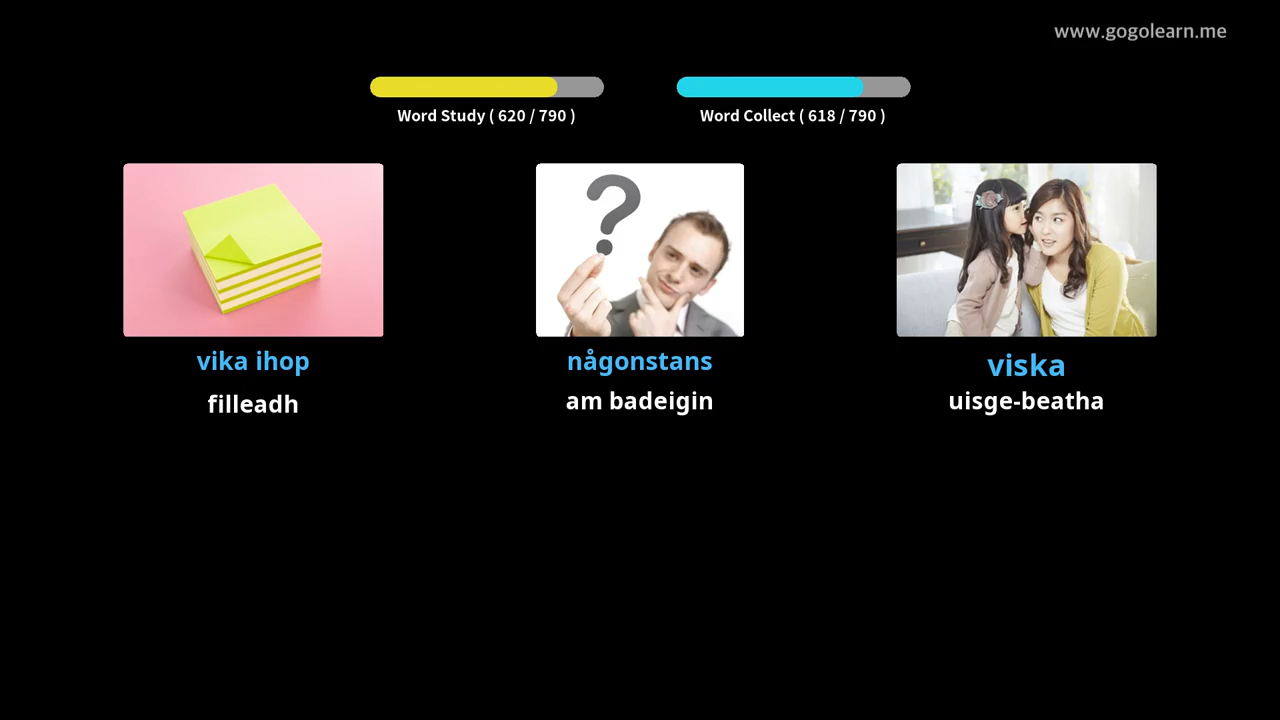 www.gogolearn.me
Word Study ( 620 / 790 )
Word Collect ( 618 / 790 )
vika ihop
någonstans
viska
filleadh
am badeigin
uisge-beatha